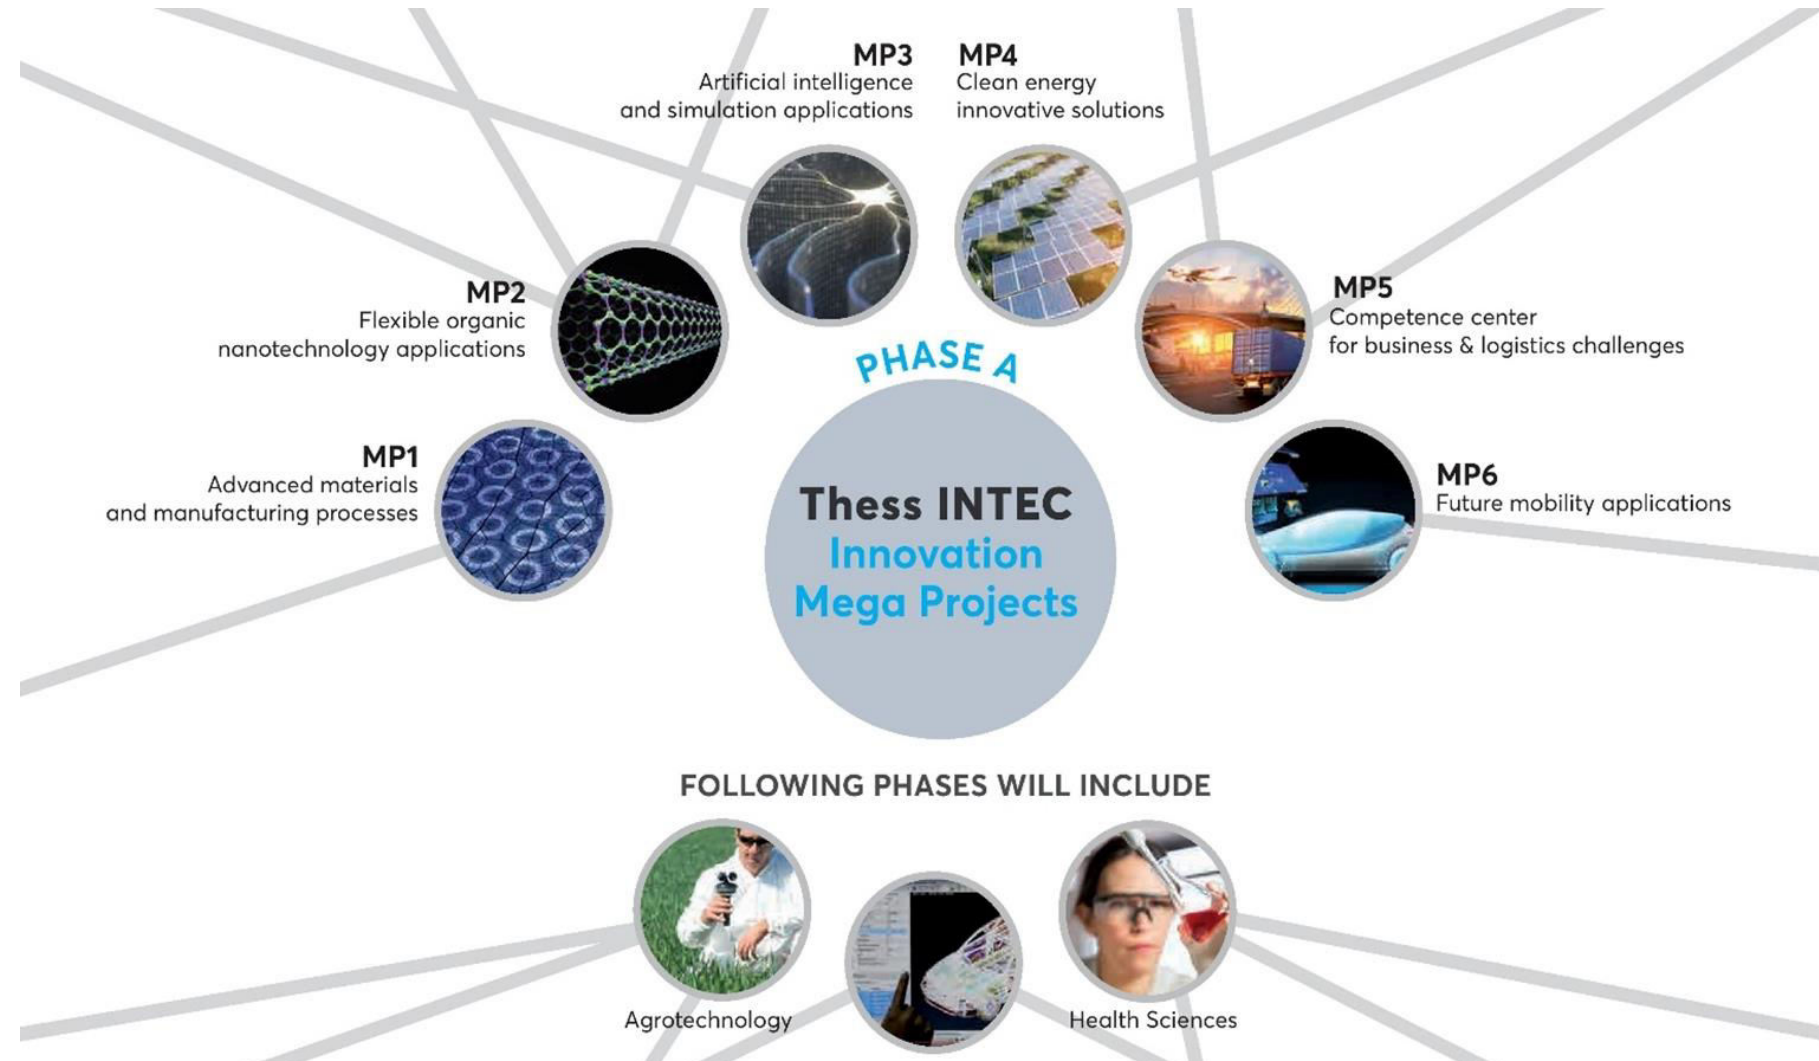 MP3
Artificial intelligence
and simulation applications
MP4
Clean energy
innovative solutions
MP2
Flexible organic
nanotechnology applications
MP5
Competence center
for business & logistics challenges
MP1
Advanced materials
and manufacturing processes
MP6
Future mobility applications
PHASE A
Thess INTEC
Innovation
Mega Projects
FOLLOWING PHASES WILL INCLUDE
Agrotechnology
Health Sciences